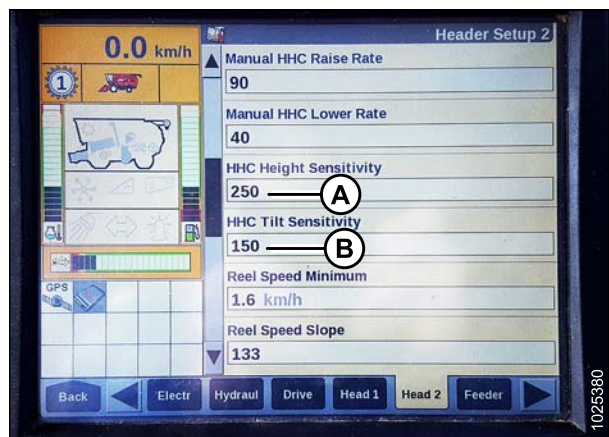 0.0 km/h
Header Setup 2
1
Manual HHC Raise Rate
90
Manual HHC Lower Rate
40
HHC Height Sensitivity
250
A
HHC Tilt Sensitivity
150
B
Reel Speed Minimum
1.6 km/h
Reel Speed Slope
133
GPS
Back
Electr
Hydraul
Drive
Head 1
Head 2
Feeder
1025380